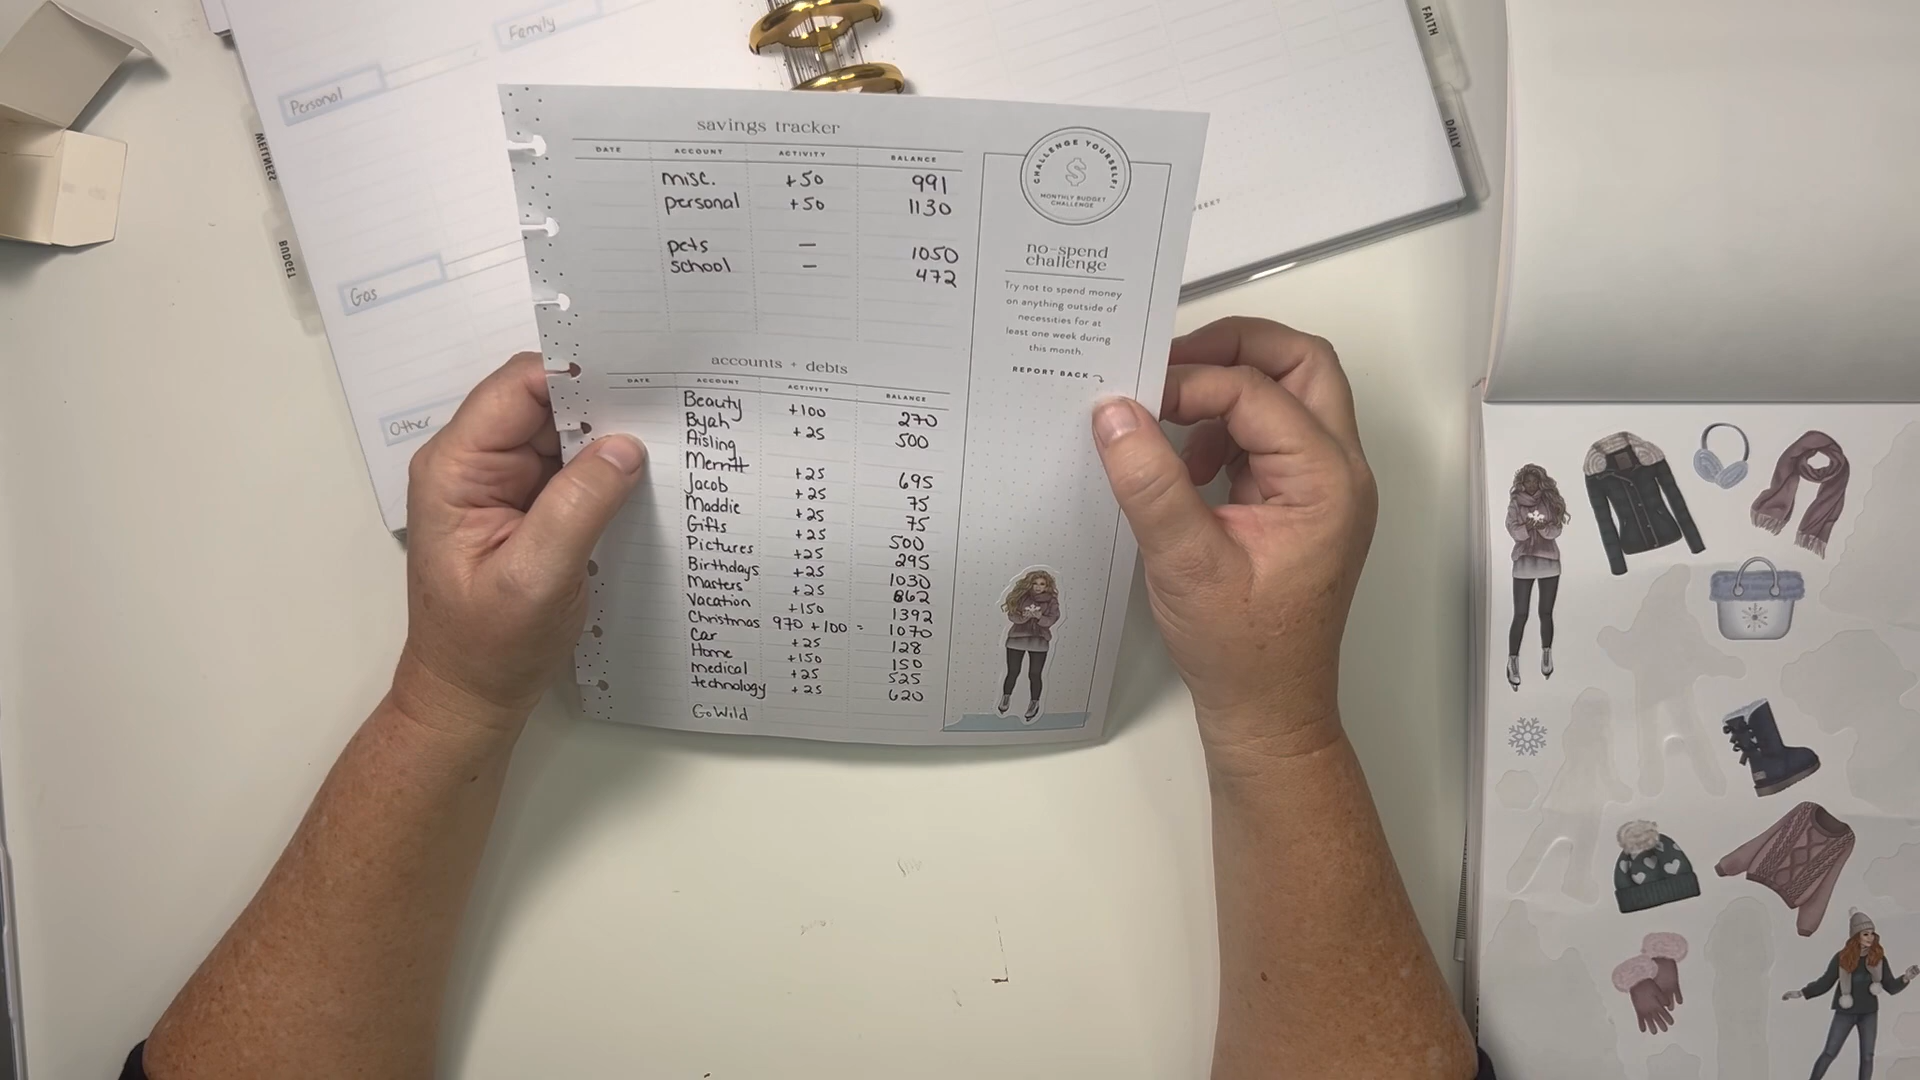 Family
Personal
Gas
Other
WELLNESS
BUDGET
FAITH
DAILY
savings tracker
DATE ACCOUNT ACTIVITY BALANCE
misc. +50 991
personal +50 1130
pets — 1050
school — 472
accounts + debts
DATE ACCOUNT ACTIVITY BALANCE
Beauty +100 270
Byah +25 500
Aisling
Merritt +25 695
Jacob +25 75
Maddie +25 75
Gifts +25 500
Pictures +25 295
Birthdays +25 1030
Masters +25 862
Vacation +150 1392
Christmas 970 +100 = 1070
Car +25 128
Home +150 150
medical +25 525
technology +25 620
GoWild
CHALLENGE YOURSELF!
$
MONTHLY BUDGET
CHALLENGE
no-spend
challenge
Try not to spend money
on anything outside of
necessities for at
least one week during
this month.
REPORT BACK